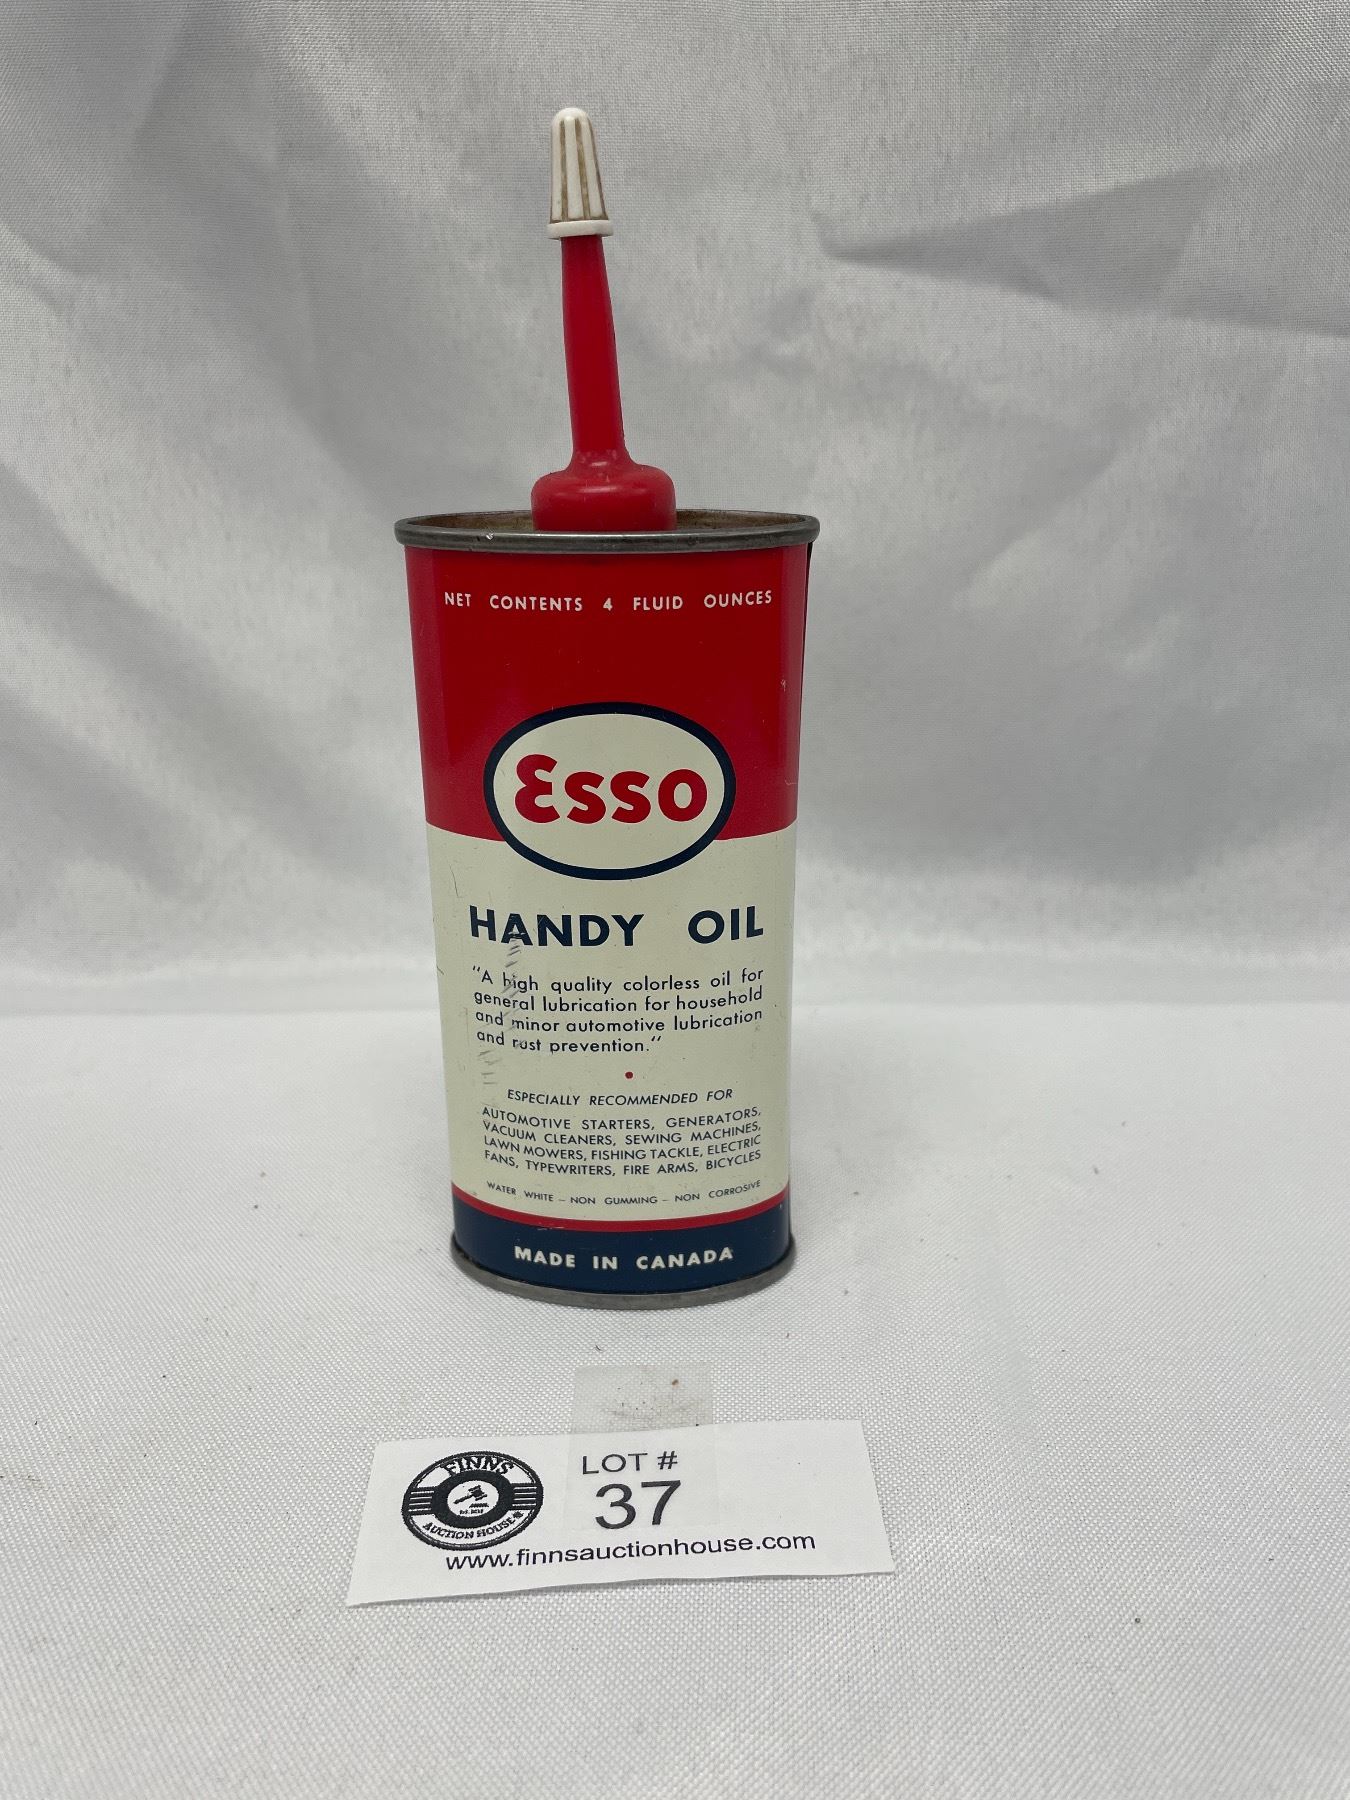 NET CONTENTS 4 FLUID OUNCES
Esso
HANDY OIL
"A high quality colorless oil for
general lubrication for household
and minor automotive lubrication
and rust prevention."
ESPECIALLY RECOMMENDED FOR
AUTOMOTIVE STARTERS, GENERATORS,
VACUUM CLEANERS, SEWING MACHINES,
LAWN MOWERS, FISHING TACKLE, ELECTRIC
FANS, TYPEWRITERS, FIRE ARMS, BICYCLES
WATER WHITE – NON GUMMING – NON CORROSIVE
MADE IN CANADA
FINNS
AUCTION HOUSE
LOT #
37
www.finnsauctionhouse.com